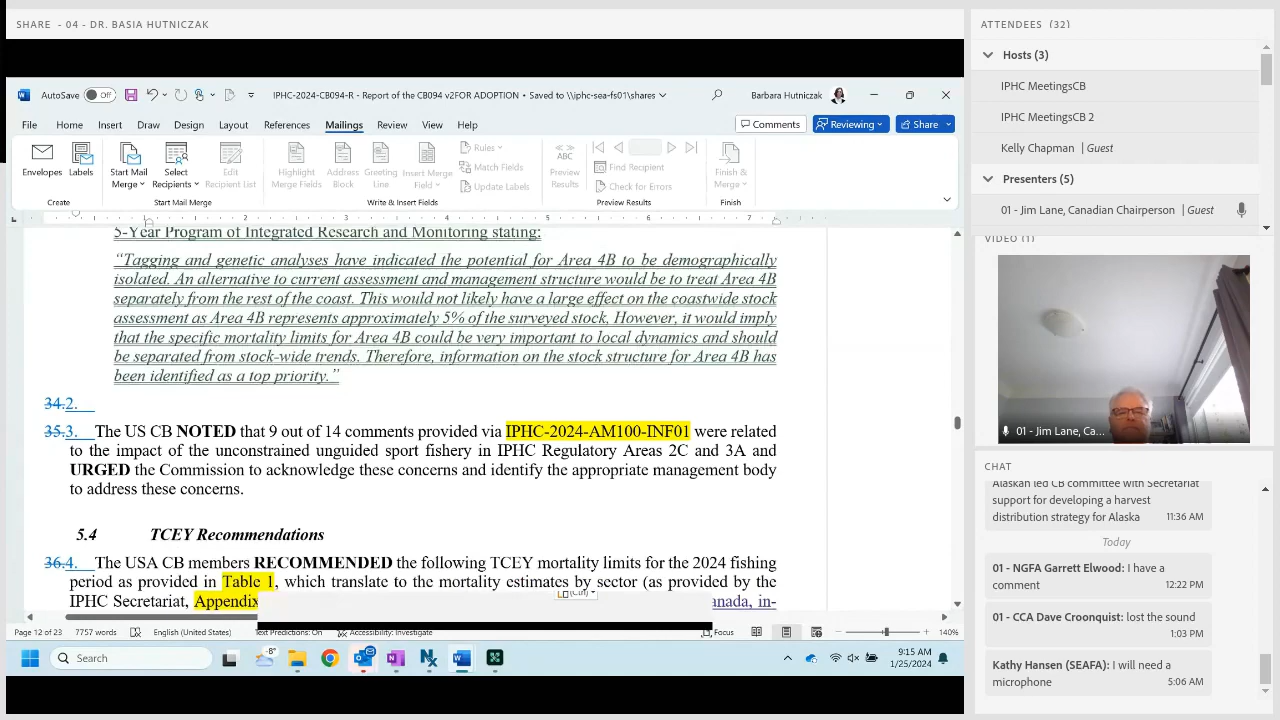 SHARE - 04 - DR. BASIA HUTNICZAK
AutoSave Off
IPHC-2024-CB094-R - Report of the CB094 v2FOR ADOPTION • Saved to \\iphc-sea-fs01\shares
Barbara Hutniczak
File Home Insert Draw Design Layout References Mailings Review View Help
Comments Reviewing Share
Envelopes Labels
Start Mail Merge Select Recipients Edit Recipient List
Highlight Merge Fields Address Block Greeting Line Insert Merge Field
Rules
Match Fields
Update Labels
ABC
Preview Results
Find Recipient
Check for Errors
Finish & Merge
Create Start Mail Merge Write & Insert Fields Preview Results Finish
1 2 3 4 5 6 7
5-Year Program of Integrated Research and Monitoring stating:
“Tagging and genetic analyses have indicated the potential for Area 4B to be demographically
isolated. An alternative to current assessment and management structure would be to treat Area 4B
separately from the rest of the coast. This would not likely have a large effect on the coastwide stock
assessment as Area 4B represents approximately 5% of the surveyed stock. However, it would imply
that the specific mortality limits for Area 4B could be very important to local dynamics and should
be separated from stock-wide trends. Therefore, information on the stock structure for Area 4B has
been identified as a top priority.”
34.2.
35.3. The US CB NOTED that 9 out of 14 comments provided via IPHC-2024-AM100-INF01 were related
to the impact of the unconstrained unguided sport fishery in IPHC Regulatory Areas 2C and 3A and
URGED the Commission to acknowledge these concerns and identify the appropriate management body
to address these concerns.
5.4 TCEY Recommendations
36.4. The USA CB members RECOMMENDED the following TCEY mortality limits for the 2024 fishing
period as provided in Table 1, which translate to the mortality estimates by sector (as provided by the
IPHC Secretariat, Appendix anada, in-
(Ctrl)
Page 12 of 23 7757 words English (United States) Text Predictions: On Accessibility: Investigate Focus 140%
Search
-8°
9:15 AM
1/25/2024
ATTENDEES (32)
Hosts (3)
IPHC MeetingsCB
IPHC MeetingsCB 2
Kelly Chapman | Guest
Presenters (5)
01 - Jim Lane, Canadian Chairperson | Guest
VIDEO (1)
01 - Jim Lane, Ca...
CHAT
Alaskan led CB committee with Secretariat
support for developing a harvest
distribution strategy for Alaska 11:36 AM
Today
01 - NGFA Garrett Elwood: I have a
comment 12:22 PM
01 - CCA Dave Croonquist: lost the sound
1:03 PM
Kathy Hansen (SEAFA): I will need a
microphone 5:06 AM